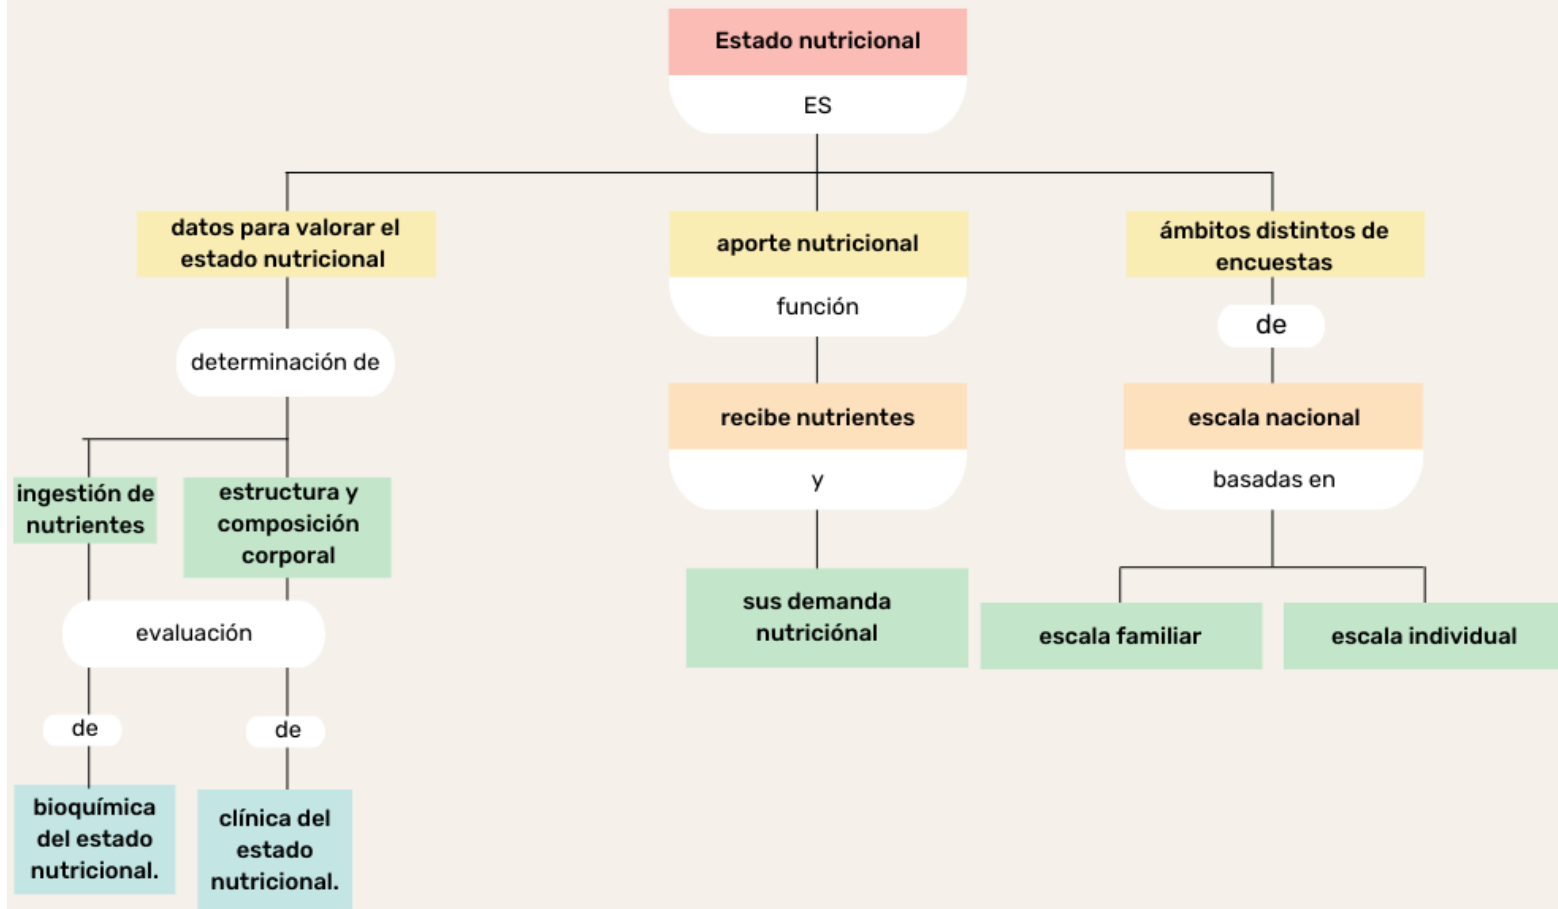 Estado nutricional
ES
datos para valorar el
estado nutricional
aporte nutricional
ámbitos distintos de
encuestas
función
de
determinación de
recibe nutrientes
escala nacional
y
basadas en
ingestión de
nutrientes
estructura y
composición
corporal
sus demanda
nutriciónal
escala familiar
escala individual
evaluación
de
de
bioquímica
del estado
nutricional.
clínica del
estado
nutricional.